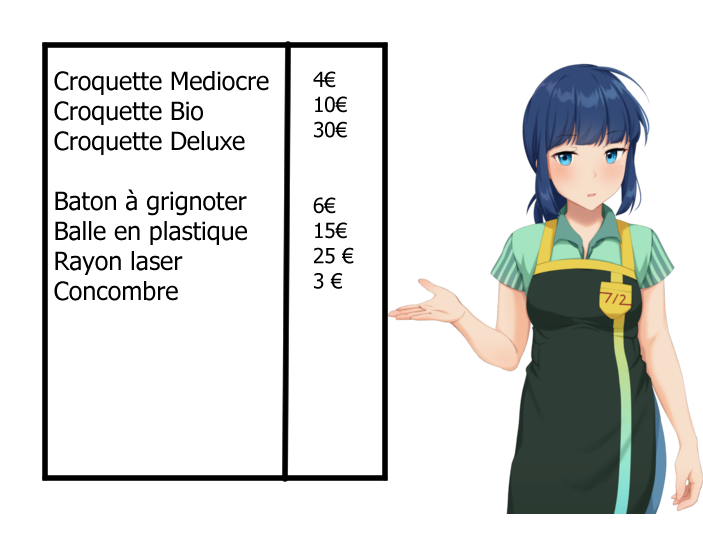 Croquette Mediocre 4€
Croquette Bio 10€
Croquette Deluxe 30€
Baton à grignoter 6€
Balle en plastique 15€
Rayon laser 25 €
Concombre 3 €
7/2